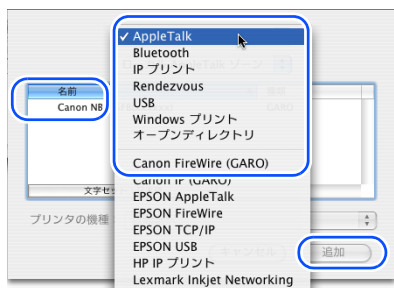 ✓ AppleTalk
Bluetooth
IP プリント
Rendezvous
USB
Windows プリント
オープンディレクトリ
Canon FireWire (GARO)
Canon IP (GARO)
EPSON AppleTalk
EPSON FireWire
EPSON TCP/IP
EPSON USB
HP IP プリント
Lexmark Inkjet Networking
名前
Canon NB
GARO
文字セッ
プリンタの機種
キャンセル
追加